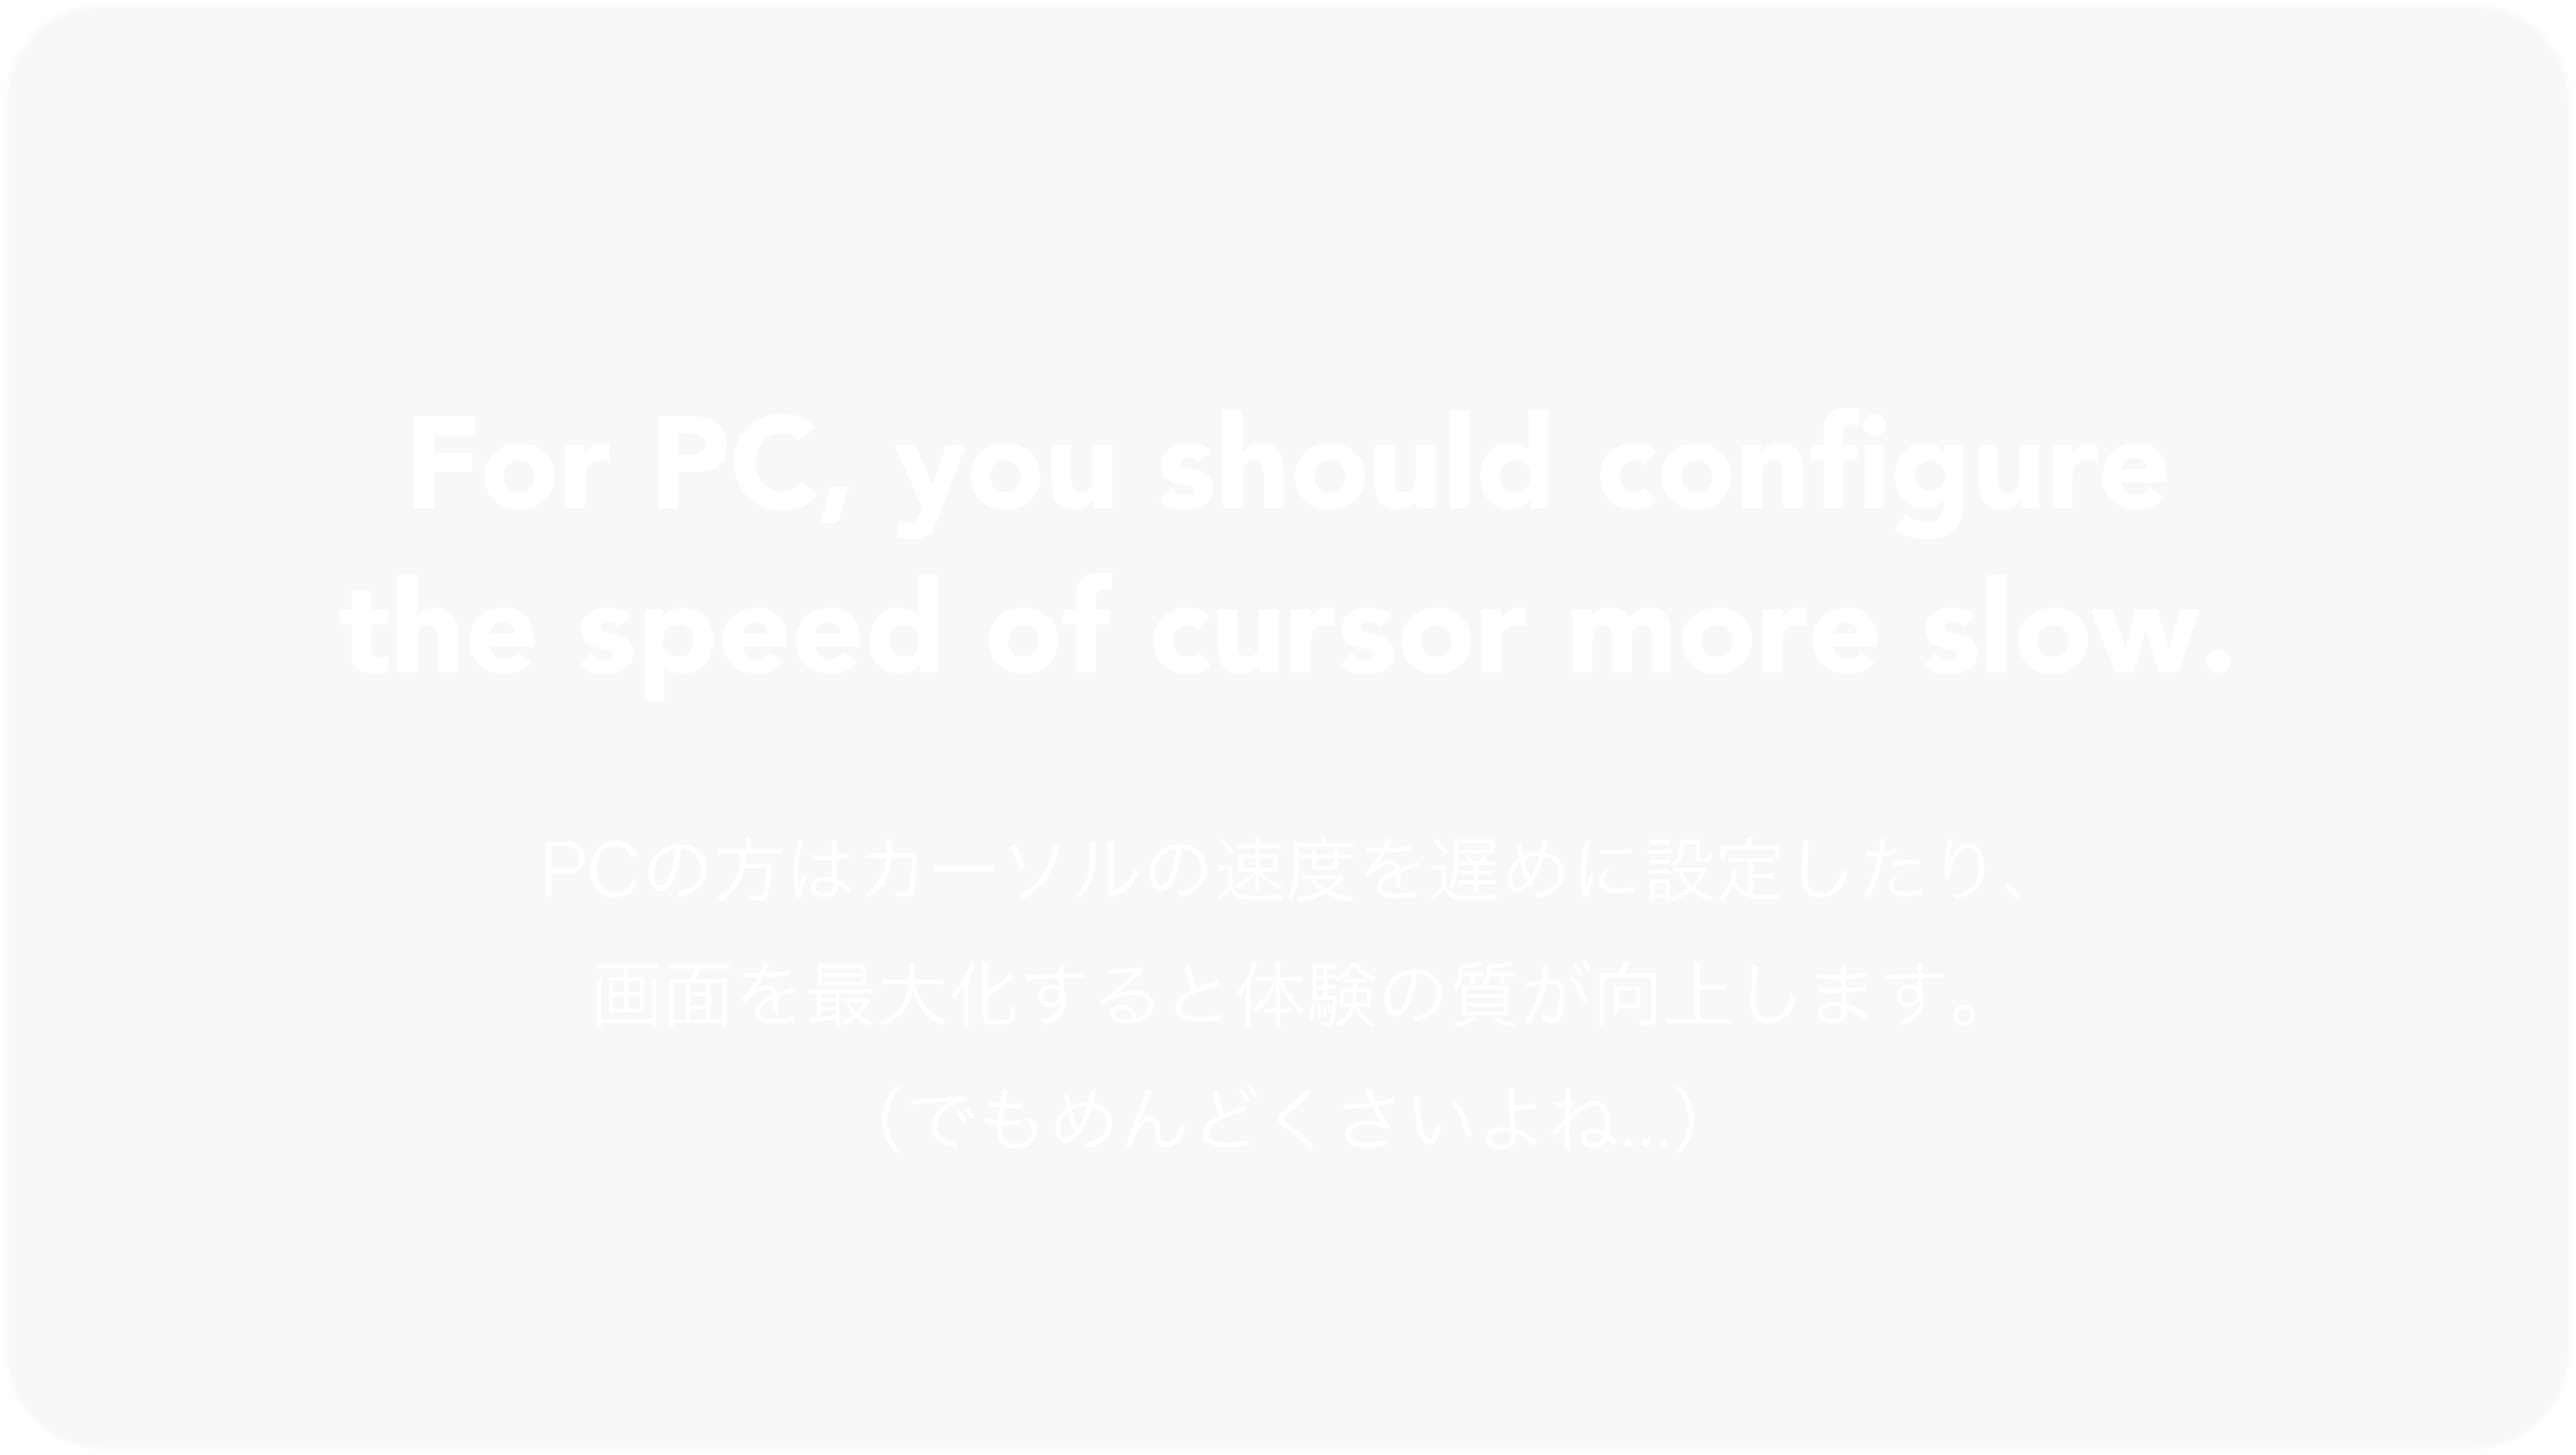 For PC, you should configure
the speed of cursor more slow.
PCの方はカーソルの速度を遅めに設定したり、
画面を最大化すると体験の質が向上します。
（でもめんどくさいよね...）